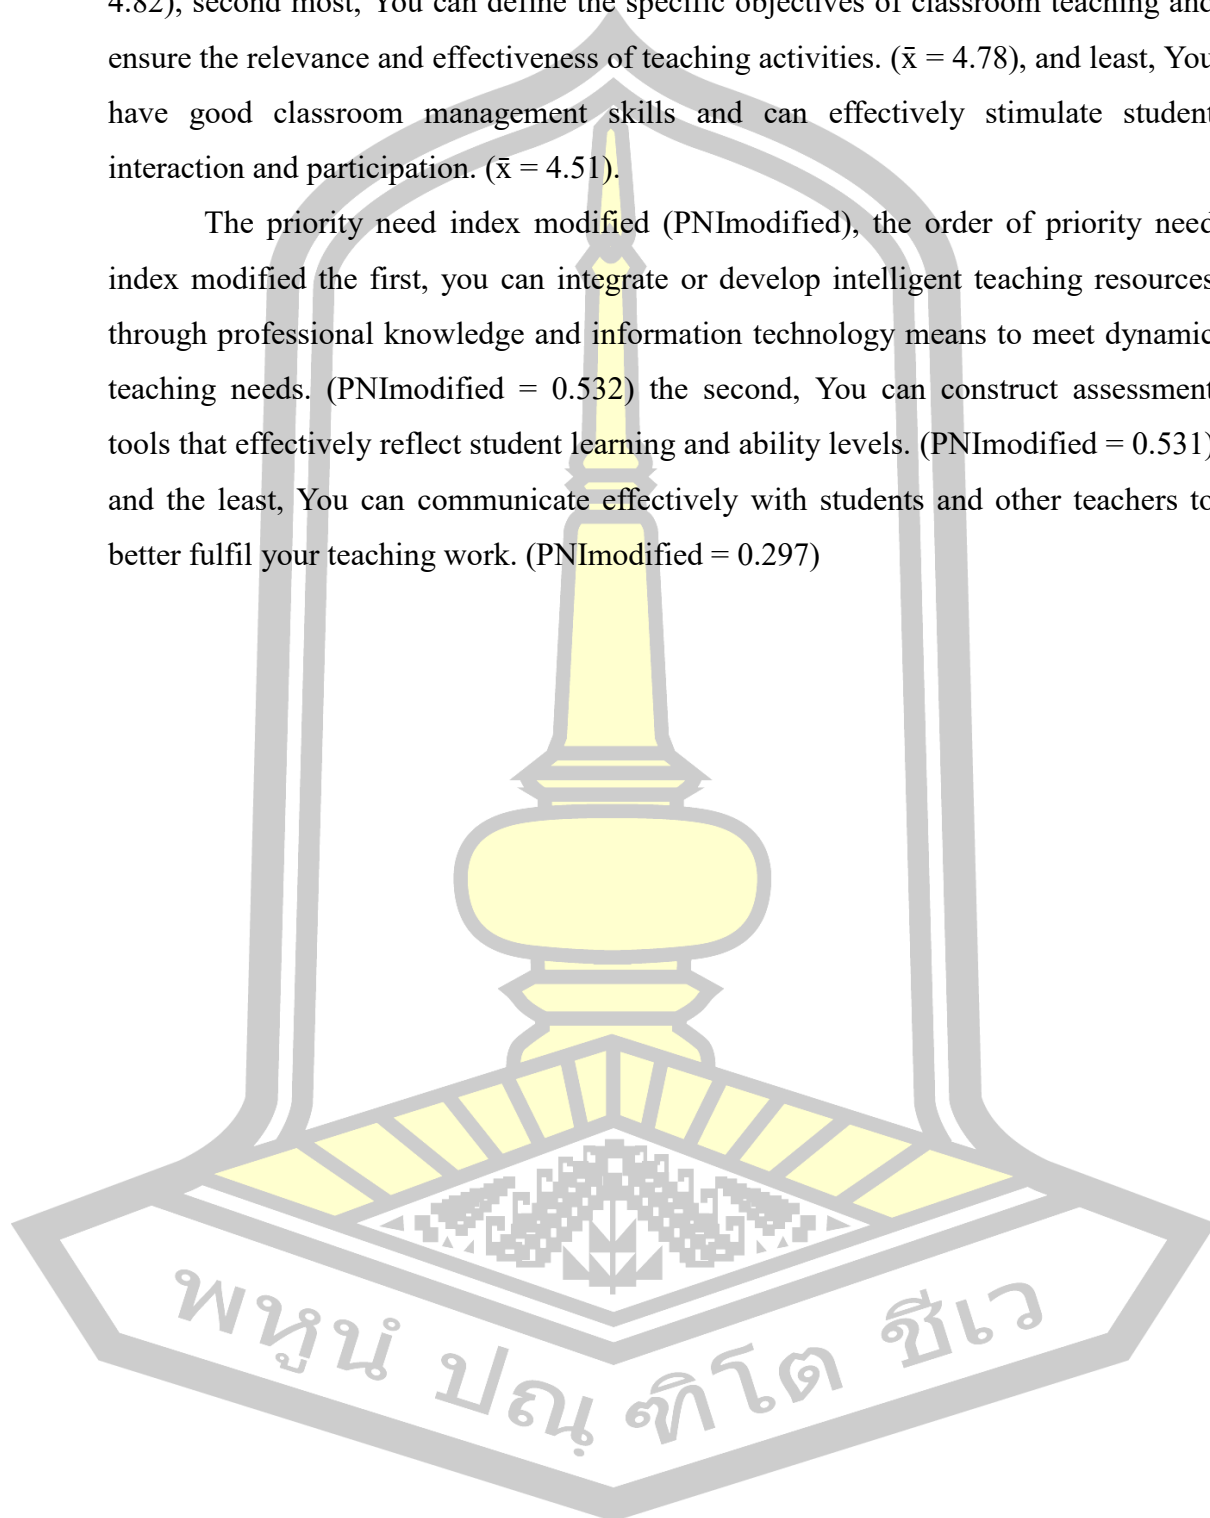 4.82), second most, You can define the specific objectives of classroom teaching and
ensure the relevance and effectiveness of teaching activities. (x̄ = 4.78), and least, You
have good classroom management skills and can effectively stimulate student
interaction and participation. (x̄ = 4.51).
The priority need index modified (PNImodified), the order of priority need
index modified the first, you can integrate or develop intelligent teaching resources
through professional knowledge and information technology means to meet dynamic
teaching needs. (PNImodified = 0.532) the second, You can construct assessment
tools that effectively reflect student learning and ability levels. (PNImodified = 0.531)
and the least, You can communicate effectively with students and other teachers to
better fulfil your teaching work. (PNImodified = 0.297)
พหูนํ ปณฺฑิโต ชีเว